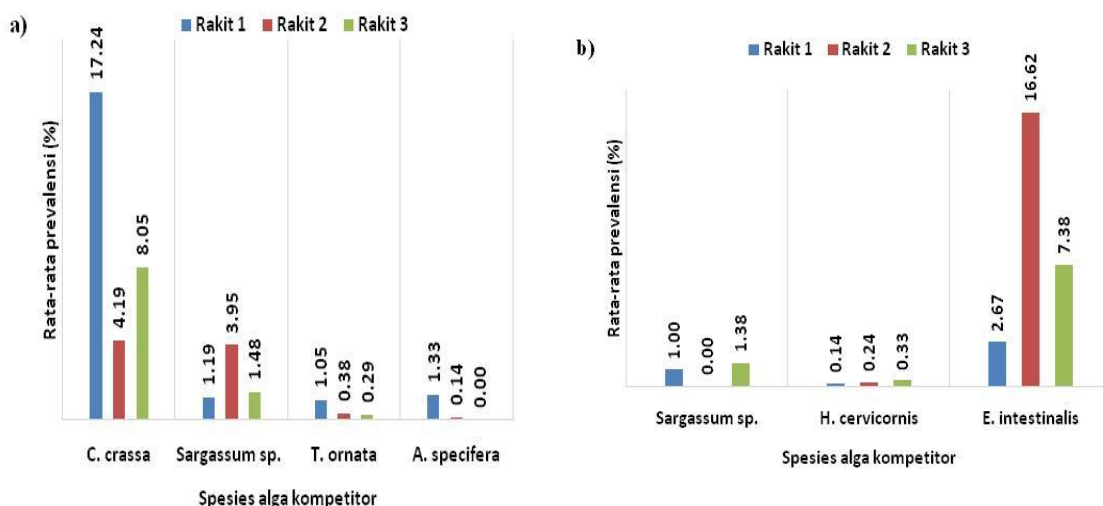 a)
Rakit 1 Rakit 2 Rakit 3
Rata-rata prevalensi (%)
17.24
4.19
8.05
1.19
3.95
1.48
1.05
0.38
0.29
1.33
0.14
0.00
C. crassa Sargassum sp. T. ornata A. specifera
Spesies alga kompetitor
b)
Rakit 1 Rakit 2 Rakit 3
Rata-rata prevalensi (%)
1.00
0.00
1.38
0.14
0.24
0.33
2.67
16.62
7.38
Sargassum sp. H. cervicornis E. intestinalis
Spesies alga kompetitor